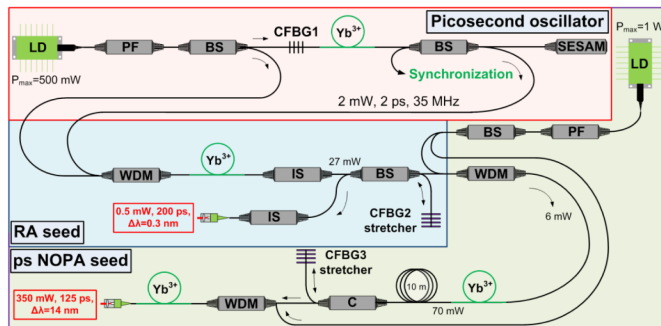 Picosecond oscillator
LD
PF
BS
CFBG1
Yb3+
BS
SESAM
Pmax=500 mW
Synchronization
2 mW, 2 ps, 35 MHz
Pmax=1 W
LD
BS
PF
WDM
Yb3+
IS
27 mW
BS
WDM
0.5 mW, 200 ps,
Δλ=0.3 nm
IS
CFBG2
stretcher
6 mW
RA seed
ps NOPA seed
CFBG3
stretcher
350 mW, 125 ps,
Δλ=14 nm
Yb3+
WDM
C
10 m
70 mW
Yb3+